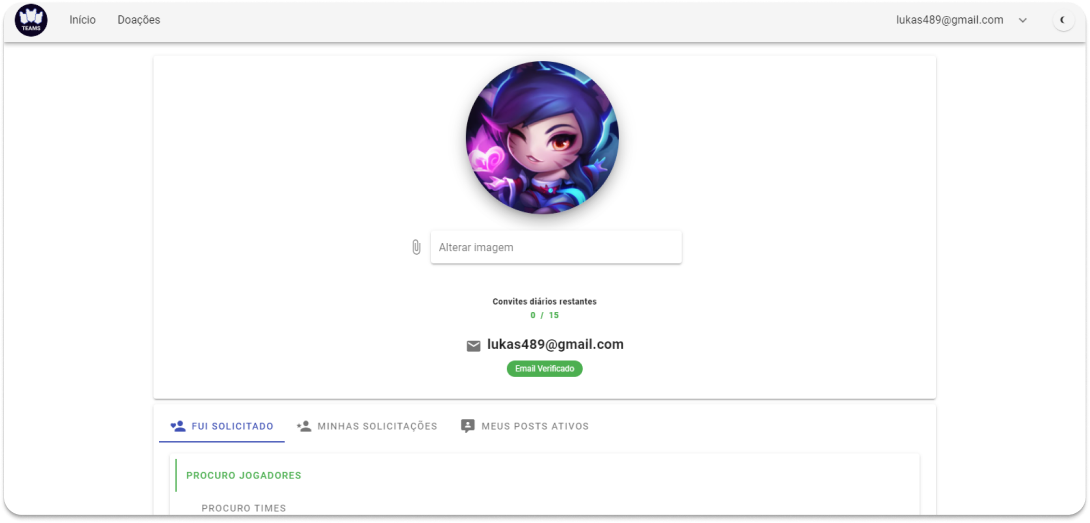 TEAMS
Início Doações lukas489@gmail.com
Alterar imagem
Convites diários restantes
0 / 15
lukas489@gmail.com
Email Verificado
FUI SOLICITADO MINHAS SOLICITAÇÕES MEUS POSTS ATIVOS
PROCURO JOGADORES
PROCURO TIMES